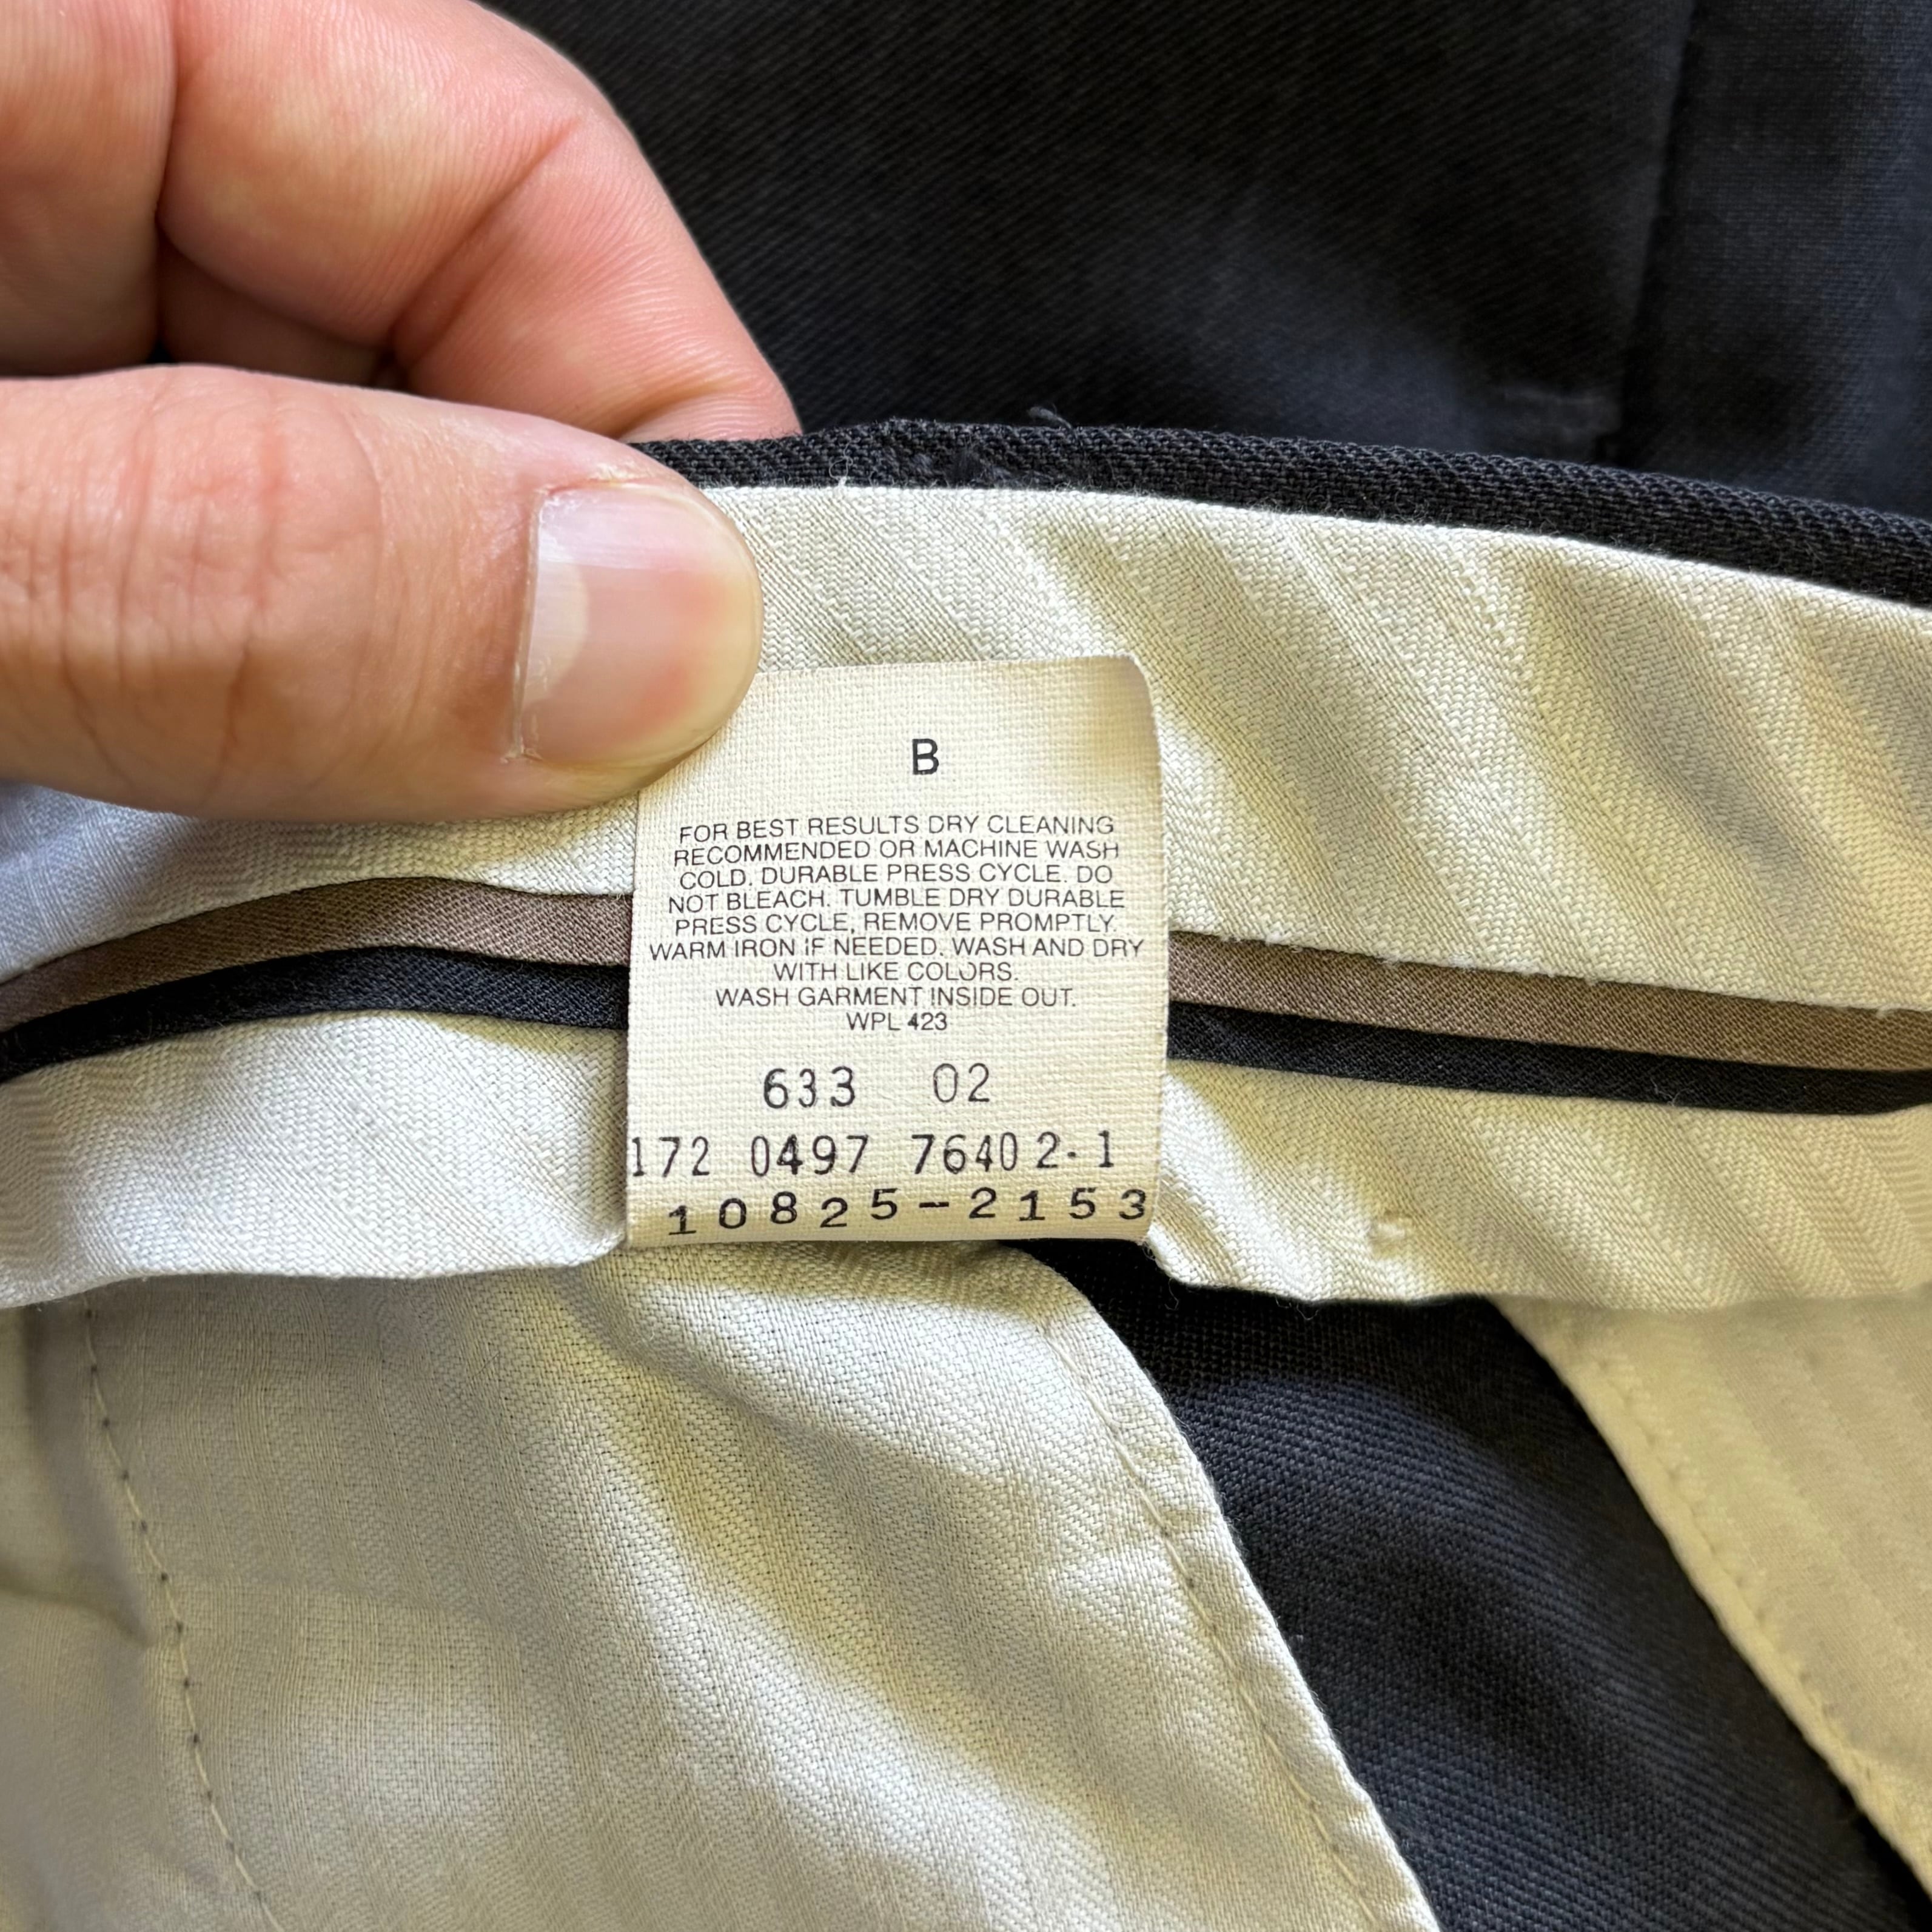 B
FOR BEST RESULTS DRY CLEANING
RECOMMENDED OR MACHINE WASH
COLD. DURABLE PRESS CYCLE. DO
NOT BLEACH. TUMBLE DRY DURABLE
PRESS CYCLE, REMOVE PROMPTLY.
WARM IRON IF NEEDED. WASH AND DRY
WITH LIKE COLORS.
WASH GARMENT INSIDE OUT.
WPL 423
633 02
172 0497 76402-1
10825-2153